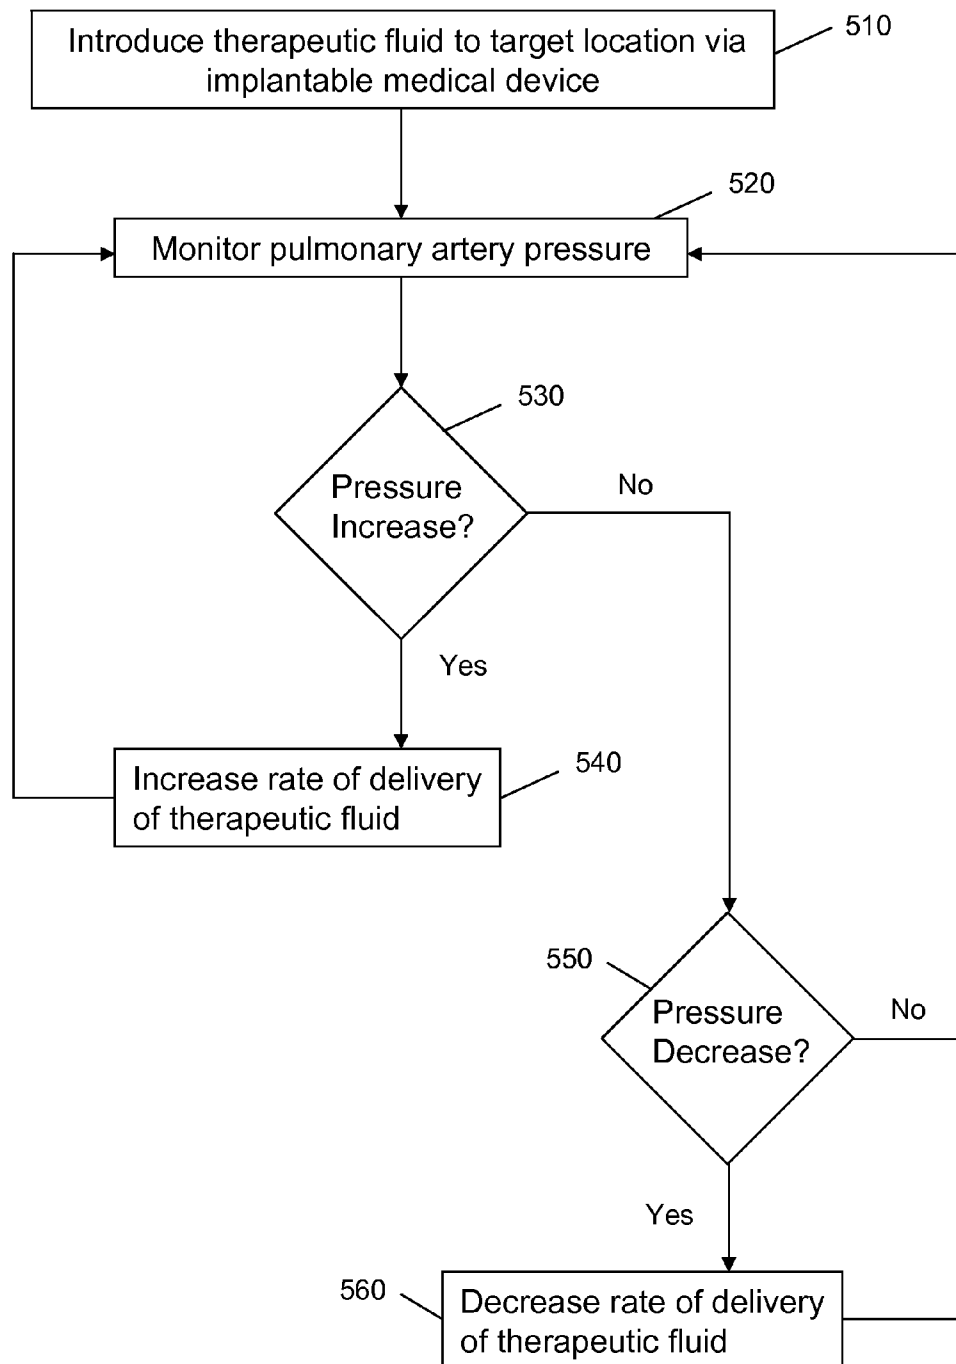 Introduce therapeutic fluid to target location via
implantable medical device
510
520
Monitor pulmonary artery pressure
530
Pressure
Increase?
No
Yes
Increase rate of delivery
of therapeutic fluid
540
550
Pressure
Decrease?
No
Yes
560
Decrease rate of delivery
of therapeutic fluid